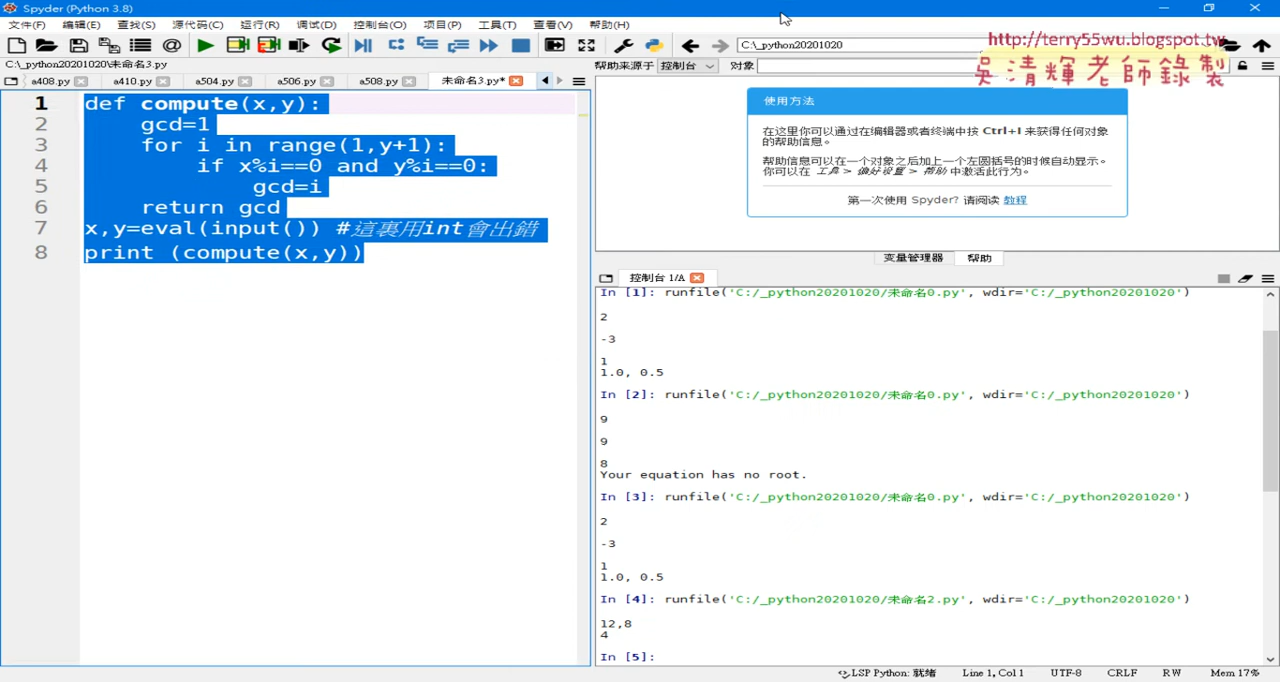 Spyder (Python 3.8)
文件(F) 编辑(E) 查找(S) 源代码(C) 运行(R) 调试(D) 控制台(O) 项目(P) 工具(T) 查看(V) 帮助(H)
C:\_python20201020
http://terry55wu.blogspot.tw
吳清輝老師錄製
C:\_python20201020\未命名3.py
帮助来源于 控制台 对象
a408.py a410.py a504.py a506.py a508.py 未命名3.py*
1 def compute(x,y):
2 gcd=1
3 for i in range(1,y+1):
4 if x%i==0 and y%i==0:
5 gcd=i
6 return gcd
7 x,y=eval(input()) #這裏用int會出錯
8 print (compute(x,y))
使用方法
在这里你可以通过在编辑器或者终端中按 Ctrl+I 来获得任何对象
的帮助信息。
帮助信息可以在一个对象之后加上一个左圆括号的时候自动显示。
你可以在 工具 > 偏好设置 > 帮助 中激活此行为。
第一次使用 Spyder? 请阅读 教程
变量管理器 帮助
控制台 1/A
In [1]: runfile('C:/_python20201020/未命名0.py', wdir='C:/_python20201020')
2
-3
1
1.0, 0.5
In [2]: runfile('C:/_python20201020/未命名0.py', wdir='C:/_python20201020')
9
9
8
Your equation has no root.
In [3]: runfile('C:/_python20201020/未命名0.py', wdir='C:/_python20201020')
2
-3
1
1.0, 0.5
In [4]: runfile('C:/_python20201020/未命名2.py', wdir='C:/_python20201020')
12,8
4
In [5]:
LSP Python: 就绪 Line 1, Col 1 UTF-8 CRLF RW Mem 17%